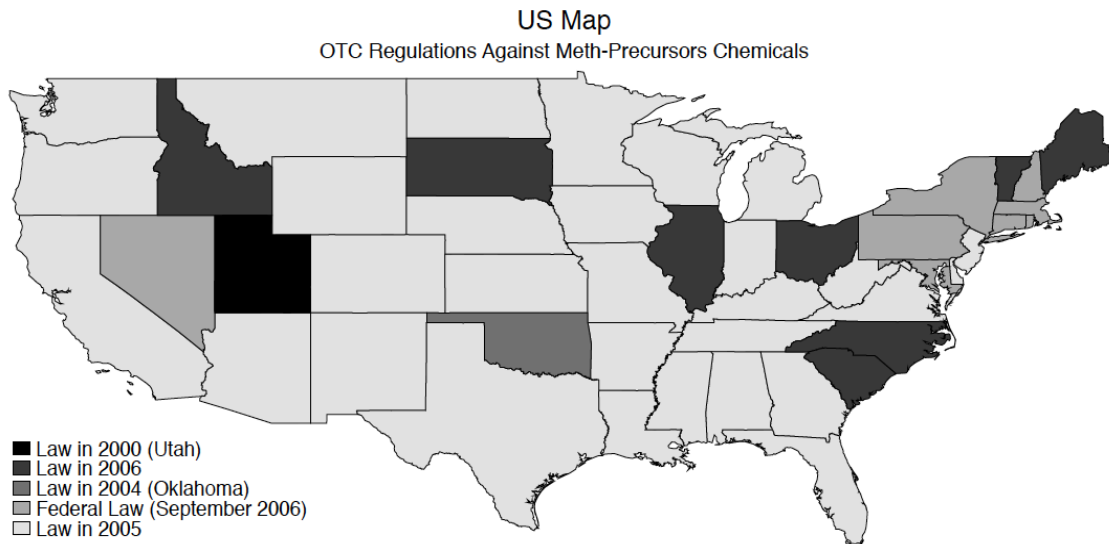 US Map
OTC Regulations Against Meth-Precursors Chemicals
Law in 2000 (Utah)
Law in 2006
Law in 2004 (Oklahoma)
Federal Law (September 2006)
Law in 2005